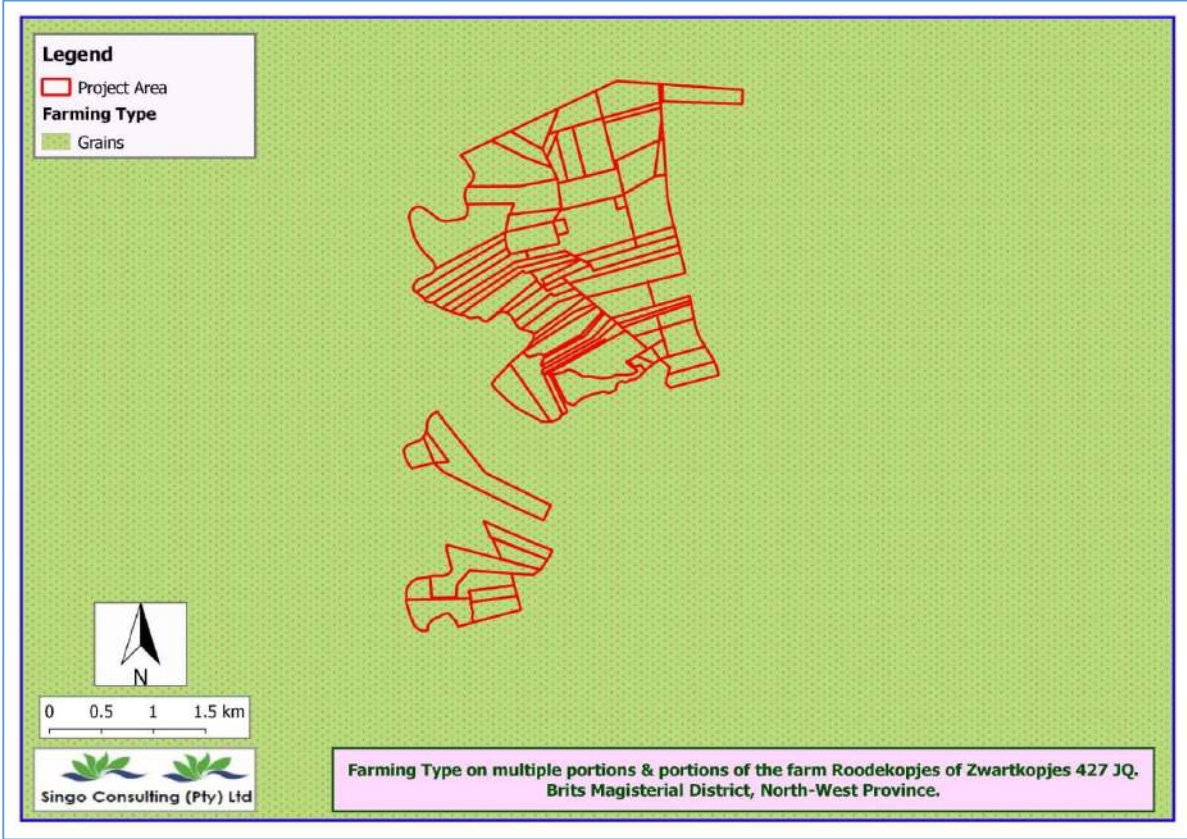 Legend
Project Area
Farming Type
Grains
N
0 0.5 1 1.5 km
Singo Consulting (Pty) Ltd
Farming Type on multiple portions & portions of the farm Roodekopjes of Zwartkopjes 427 JQ.
Brits Magisterial District, North-West Province.